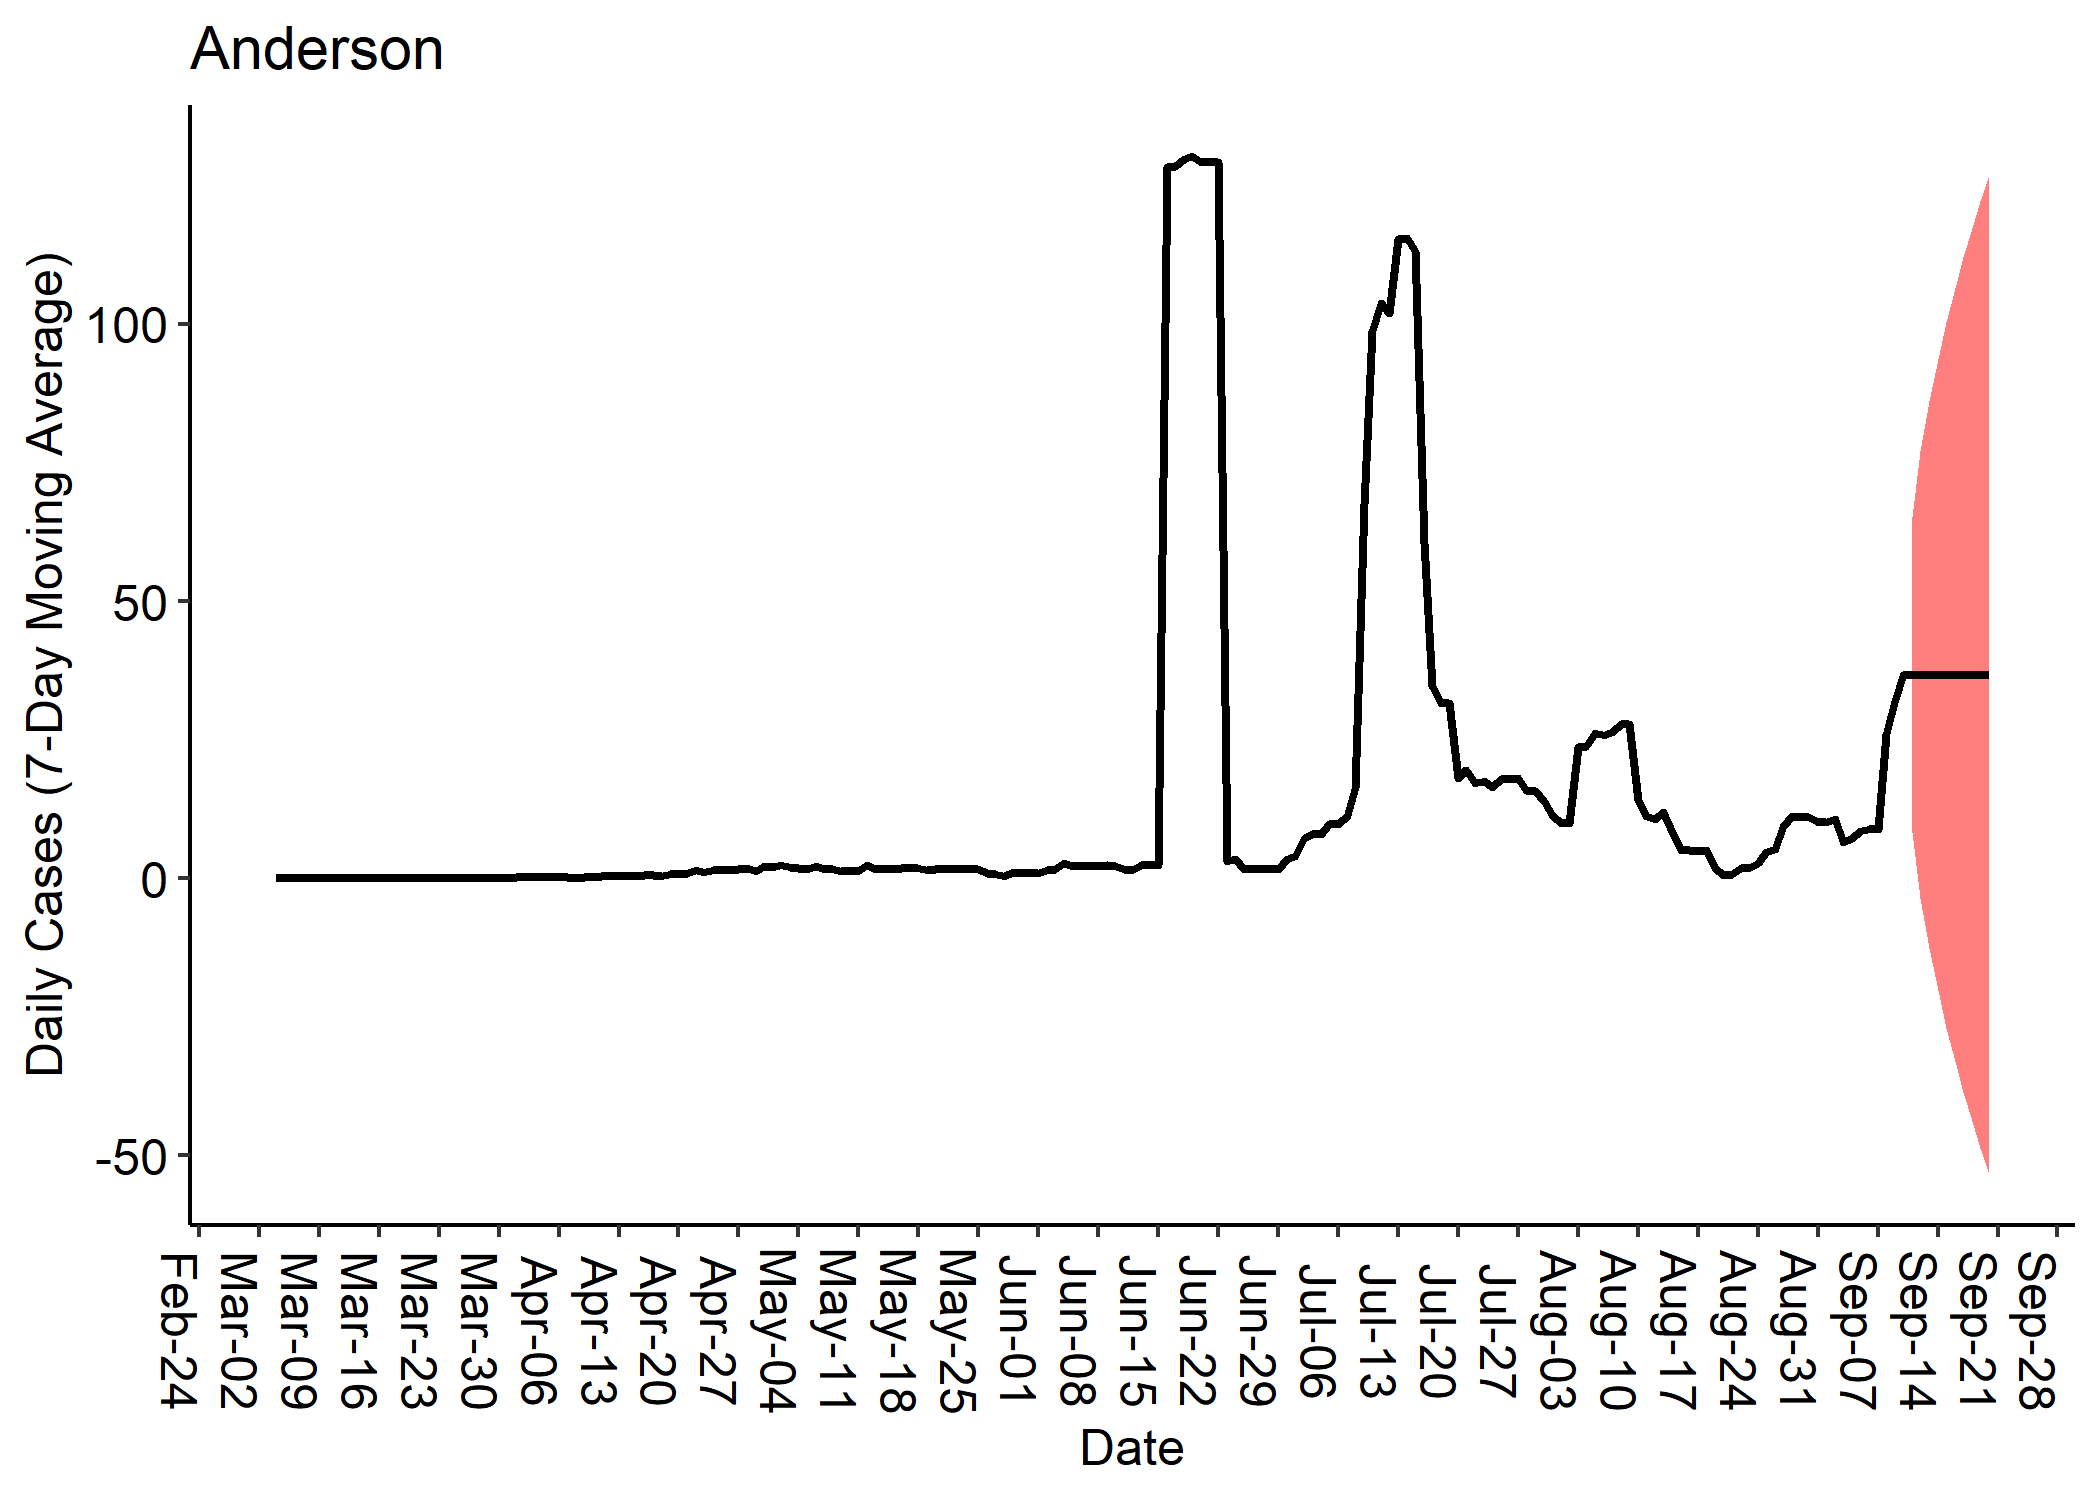 Anderson
Daily Cases (7-Day Moving Average)
100
50
0
-50
Feb-24
Mar-02
Mar-09
Mar-16
Mar-23
Mar-30
Apr-06
Apr-13
Apr-20
Apr-27
May-04
May-11
May-18
May-25
Jun-01
Jun-08
Jun-15
Jun-22
Jun-29
Jul-06
Jul-13
Jul-20
Jul-27
Aug-03
Aug-10
Aug-17
Aug-24
Aug-31
Sep-07
Sep-14
Sep-21
Sep-28
Date